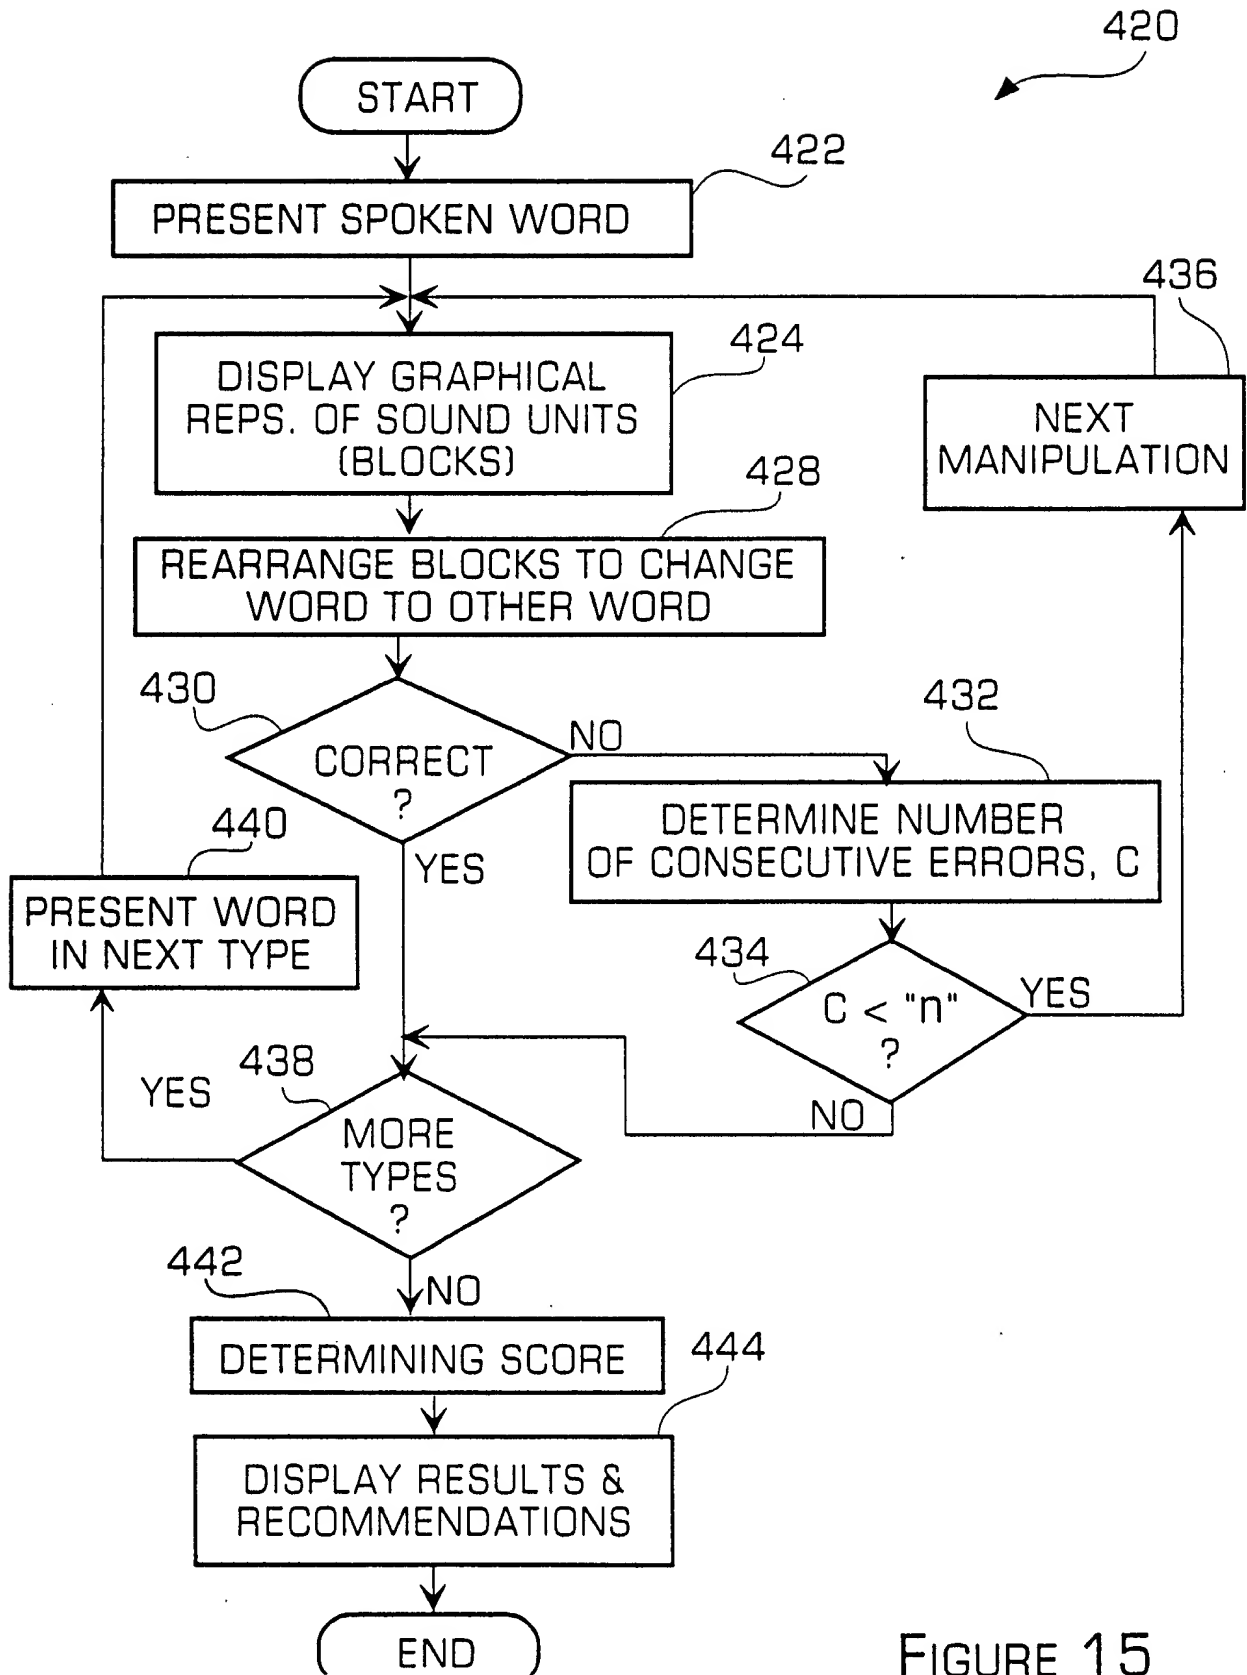 420
START
422
PRESENT SPOKEN WORD
436
424
DISPLAY GRAPHICAL
REPS. OF SOUND UNITS
(BLOCKS)
NEXT
MANIPULATION
428
REARRANGE BLOCKS TO CHANGE
WORD TO OTHER WORD
430
CORRECT
?
NO
432
DETERMINE NUMBER
OF CONSECUTIVE ERRORS, C
440
YES
PRESENT WORD
IN NEXT TYPE
434
C < "n"
?
YES
NO
438
YES
MORE
TYPES
?
442
NO
DETERMINING SCORE
444
DISPLAY RESULTS &
RECOMMENDATIONS
END
FIGURE 15